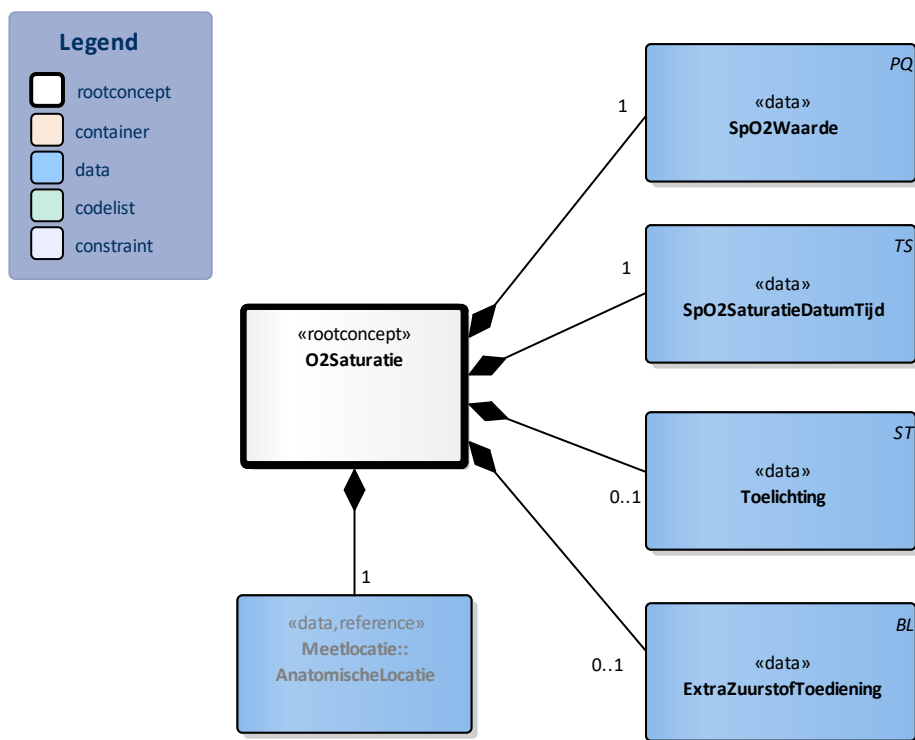 Legend
rootconcept
container
data
codelist
constraint
PQ
«data»
SpO2Waarde
1
TS
«data»
SpO2SaturatieDatumTijd
1
«rootconcept»
O2Saturatie
ST
«data»
Toelichting
0..1
1
«data,reference»
Meetlocatie::
AnatomischeLocatie
BL
«data»
ExtraZuurstofToediening
0..1